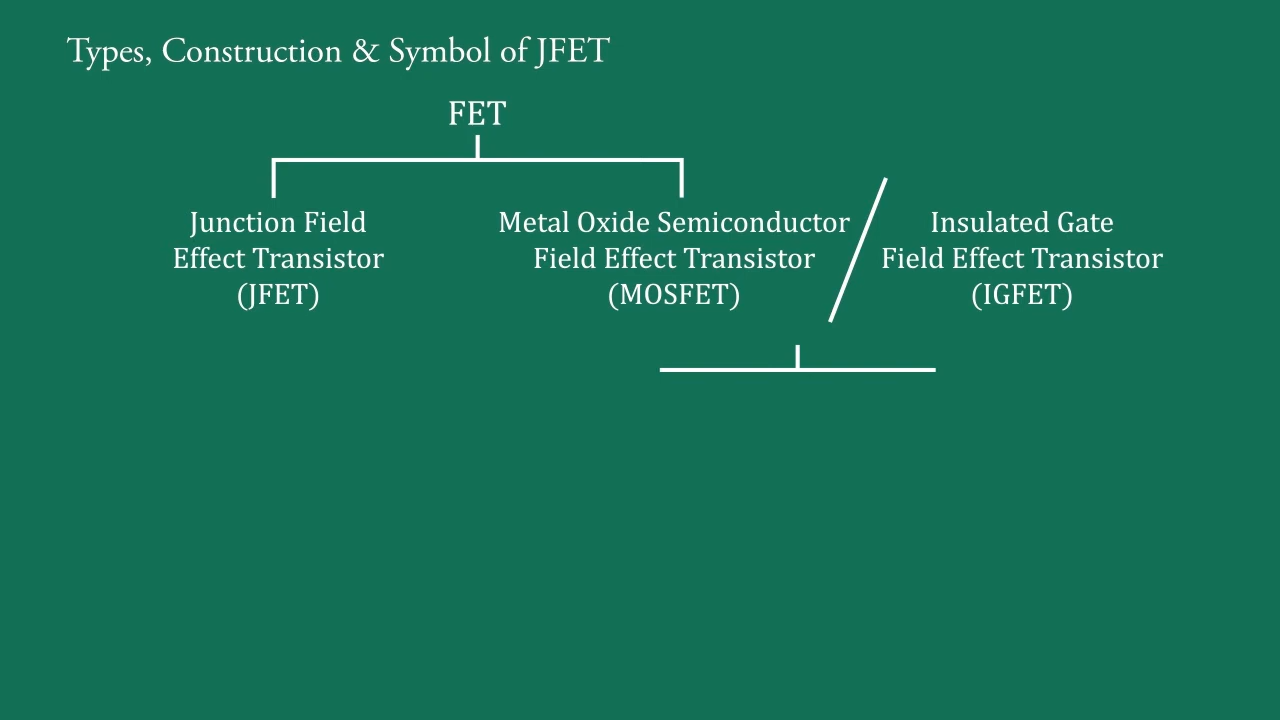 Types, Construction & Symbol of JFET
FET
Junction Field
Effect Transistor
(JFET)
Metal Oxide Semiconductor
Field Effect Transistor
(MOSFET)
Insulated Gate
Field Effect Transistor
(IGFET)